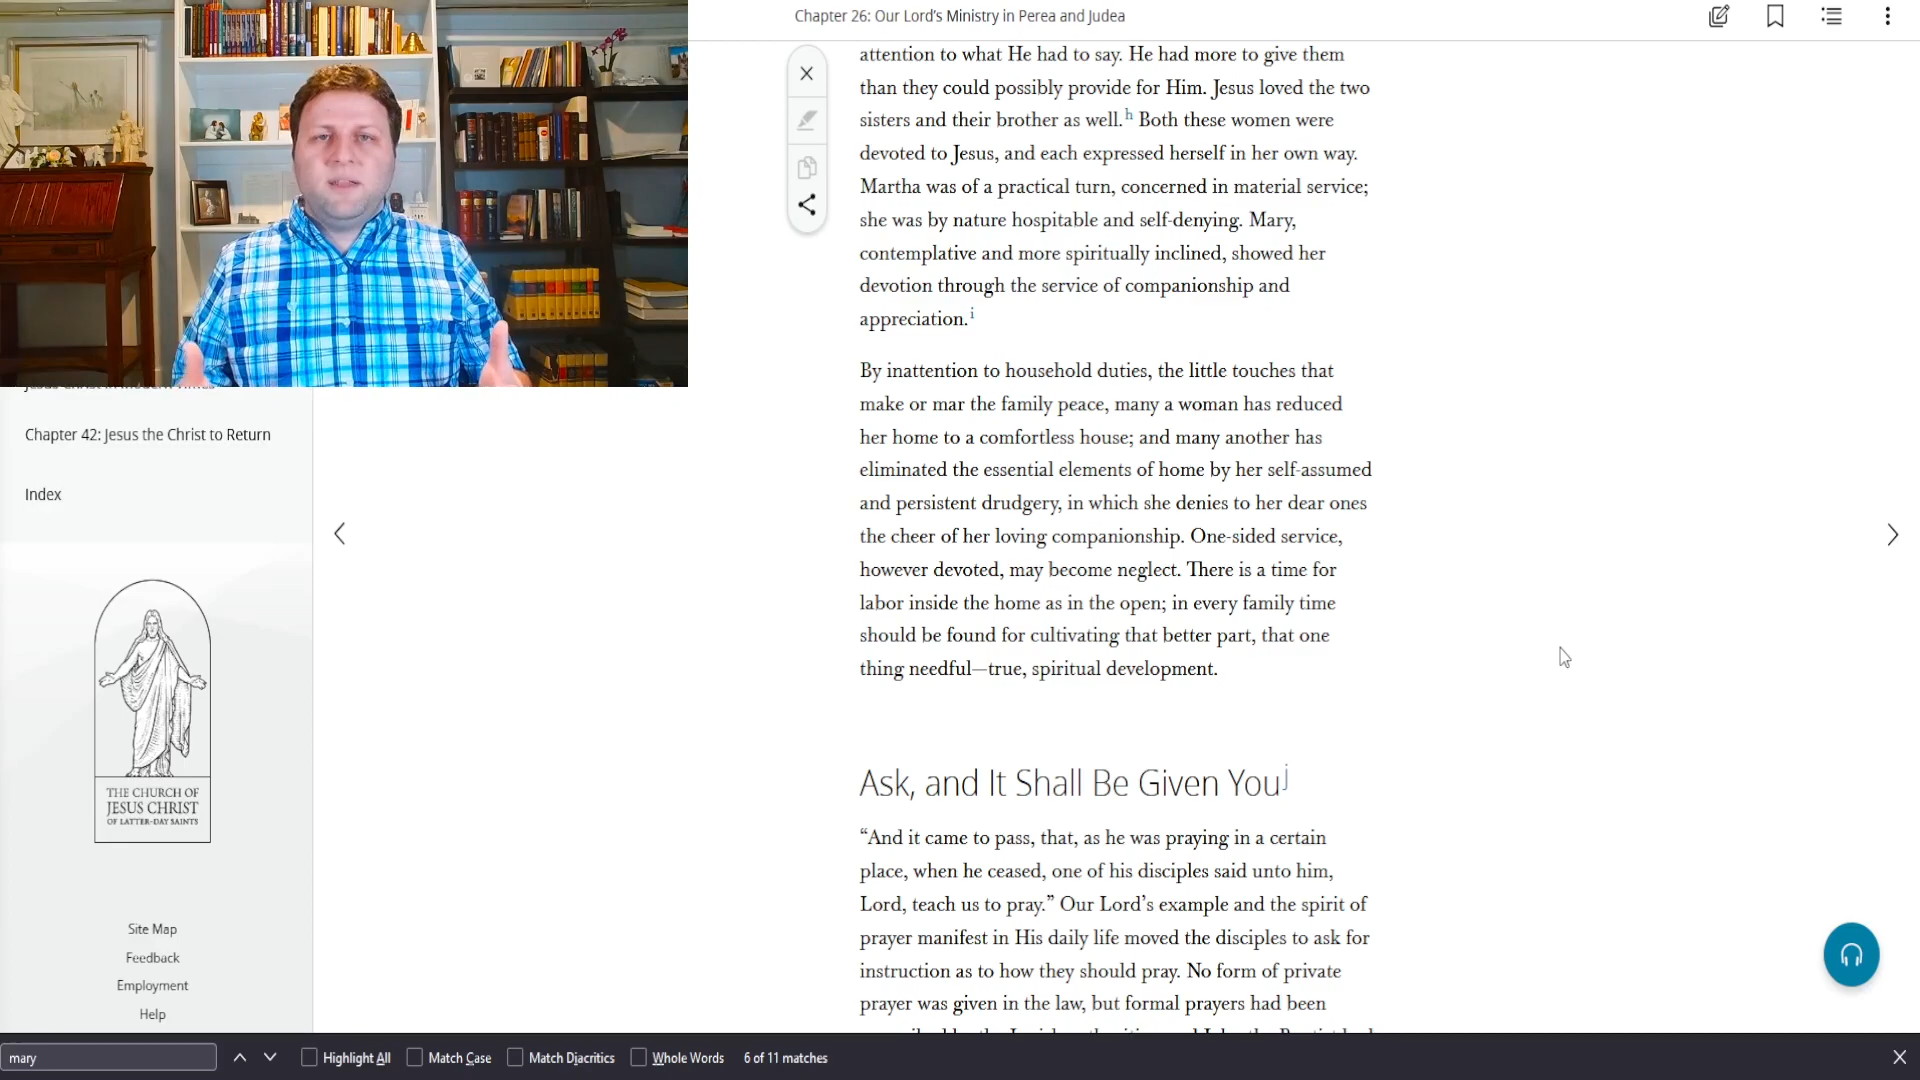 Chapter 26: Our Lord's Ministry in Perea and Judea
attention to what He had to say. He had more to give them
than they could possibly provide for Him. Jesus loved the two
sisters and their brother as well.h Both these women were
devoted to Jesus, and each expressed herself in her own way.
Martha was of a practical turn, concerned in material service;
she was by nature hospitable and self-denying. Mary,
contemplative and more spiritually inclined, showed her
devotion through the service of companionship and
appreciation.i
By inattention to household duties, the little touches that
make or mar the family peace, many a woman has reduced
her home to a comfortless house; and many another has
eliminated the essential elements of home by her self-assumed
and persistent drudgery, in which she denies to her dear ones
the cheer of her loving companionship. One-sided service,
however devoted, may become neglect. There is a time for
labor inside the home as in the open; in every family time
should be found for cultivating that better part, that one
thing needful—true, spiritual development.
Ask, and It Shall Be Given Youj
“And it came to pass, that, as he was praying in a certain
place, when he ceased, one of his disciples said unto him,
Lord, teach us to pray.” Our Lord's example and the spirit of
prayer manifest in His daily life moved the disciples to ask for
instruction as to how they should pray. No form of private
prayer was given in the law, but formal prayers had been
Chapter 42: Jesus the Christ to Return
Index
THE CHURCH OF
JESUS CHRIST
OF LATTER-DAY SAINTS
Site Map
Feedback
Employment
Help
mary
Highlight All
Match Case
Match Diacritics
Whole Words
6 of 11 matches